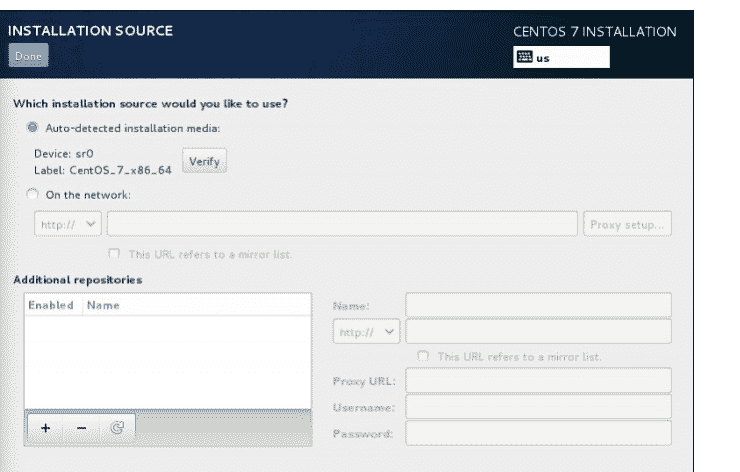 INSTALLATION SOURCE
CENTOS 7 INSTALLATION
Done
us
Which installation source would you like to use?
Auto-detected installation media:
Device: sr0
Label: CentOS_7_x86_64
Verify
On the network:
http://
Proxy setup...
This URL refers to a mirror list.
Additional repositories
Enabled Name
Name:
http://
This URL refers to a mirror list.
Proxy URL:
Username:
Password: